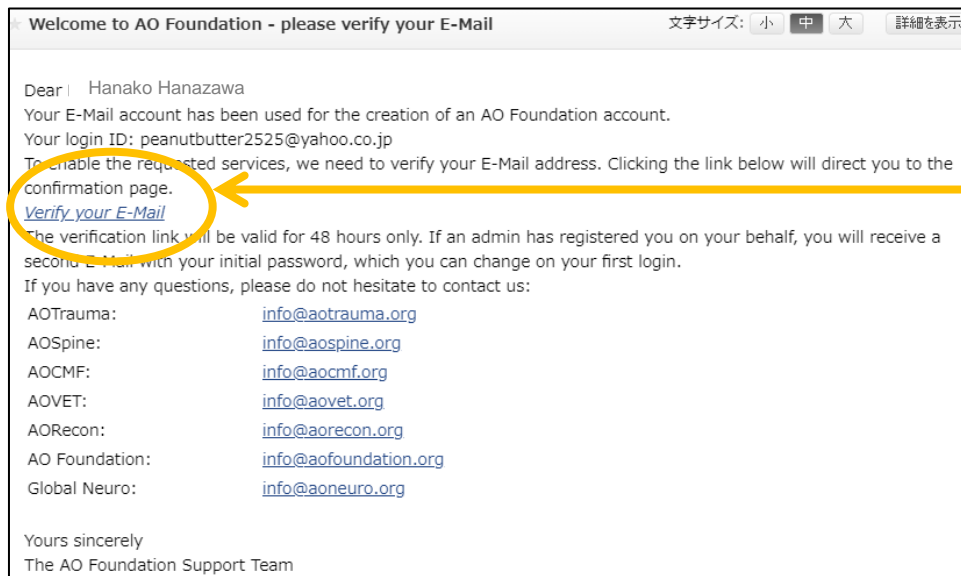 Welcome to AO Foundation - please verify your E-Mail
文字サイズ: 小 中 大 詳細を表示
Dear Hanako Hanazawa
Your E-Mail account has been used for the creation of an AO Foundation account.
Your login ID: peanutbutter2525@yahoo.co.jp
To enable the requested services, we need to verify your E-Mail address. Clicking the link below will direct you to the
confirmation page.
Verify your E-Mail
The verification link will be valid for 48 hours only. If an admin has registered you on your behalf, you will receive a
second E-Mail with your initial password, which you can change on your first login.
If you have any questions, please do not hesitate to contact us:
AOTrauma: info@aotrauma.org
AOSpine: info@aospine.org
AOCMF: info@aocmf.org
AOVET: info@aovet.org
AORecon: info@aorecon.org
AO Foundation: info@aofoundation.org
Global Neuro: info@aoneuro.org
Yours sincerely
The AO Foundation Support Team